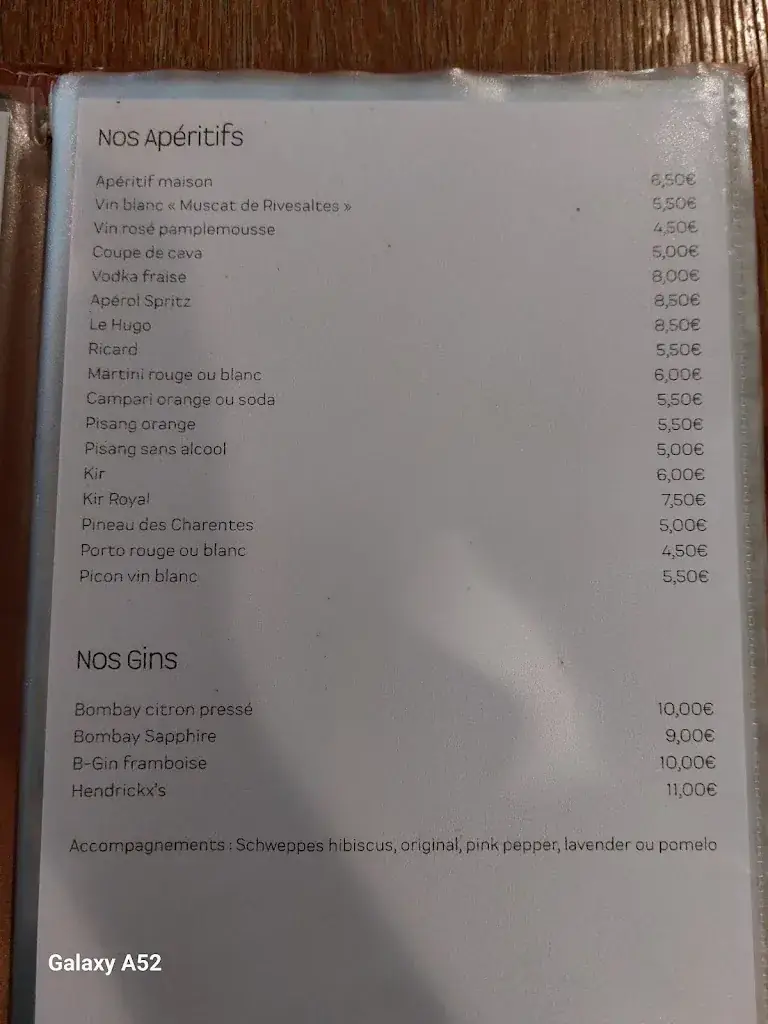 Nos Apéritifs
Apéritif maison 6,50€
Vin blanc « Muscat de Rivesaltes » 5,50€
Vin rosé pamplemousse 4,50€
Coupe de cava 5,00€
Vodka fraise 8,00€
Apérol Spritz 8,50€
Le Hugo 8,50€
Ricard 5,50€
Martini rouge ou blanc 6,00€
Campari orange ou soda 5,50€
Pisang orange 5,50€
Pisang sans alcool 5,00€
Kir 6,00€
Kir Royal 7,50€
Pineau des Charentes 5,00€
Porto rouge ou blanc 4,50€
Picon vin blanc 5,50€
Nos Gins
Bombay citron pressé 10,00€
Bombay Sapphire 9,00€
B-Gin framboise 10,00€
Hendrickx's 11,00€
Accompagnements : Schweppes hibiscus, original, pink pepper, lavender ou pomelo
Galaxy A52